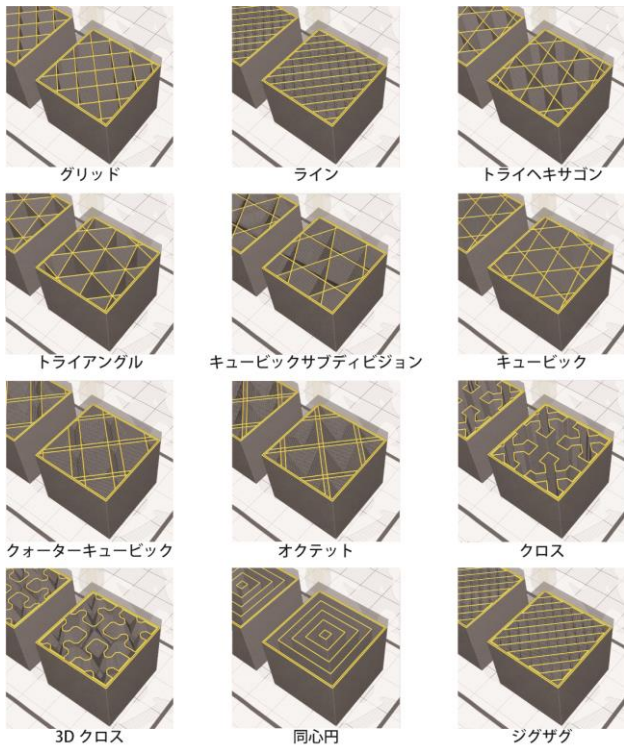 グリッド
ライン
トライヘキサゴン
トライアングル
キュービックサブディビジョン
キュービック
クォーターキュービック
オクテット
クロス
3D クロス
同心円
ジグザグ